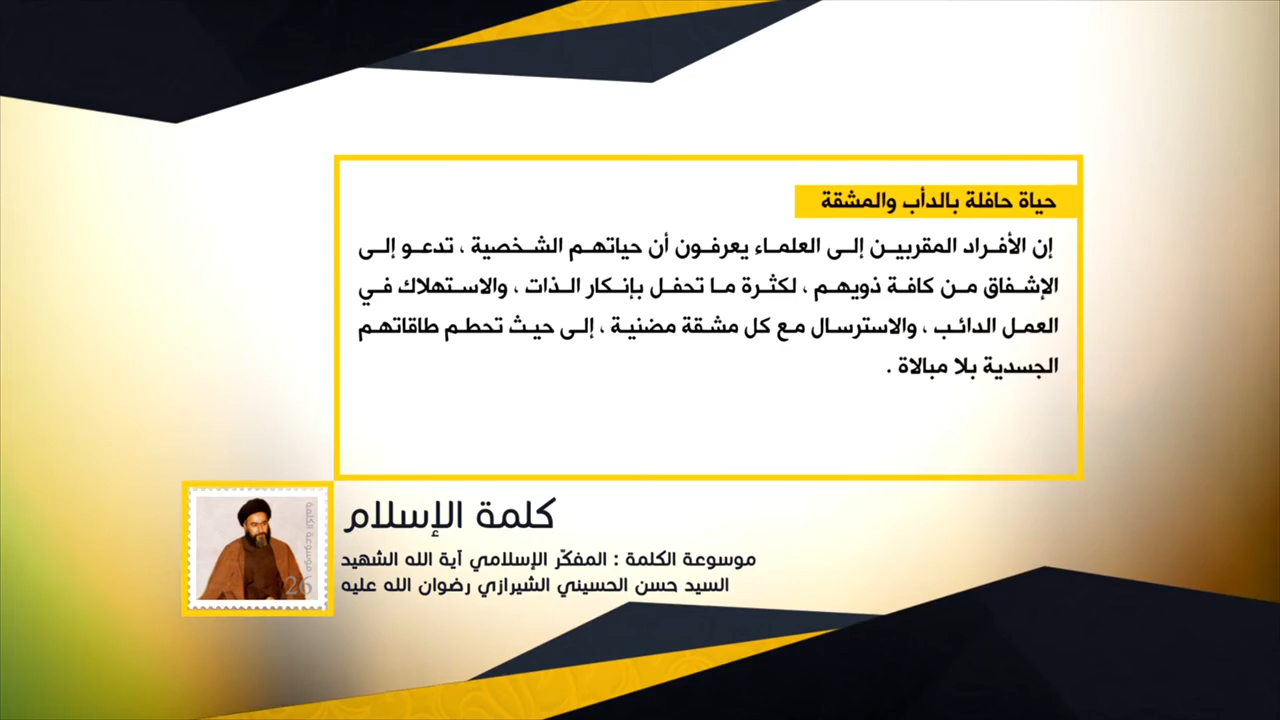 حياة حافلة بالدأب والمشقة
إن الأفراد المقربين إلى العلماء يعرفون أن حياتهم الشخصية ، تدعو إلى
الإشفاق من كافة ذويهم ، لكثرة ما تحفل بإنكار الذات ، والاستهلاك في
العمل الدائب ، والاسترسال مع كل مشقة مضنية ، إلى حيث تحطم طاقاتهم
الجسدية بلا مبالاة .
كلمة الإسلام
موسوعة الكلمة : المفكّر الإسلامي آية الله الشهيد
السيد حسن الحسيني الشيرازي رضوان الله عليه
موسوعة الكلمة
26